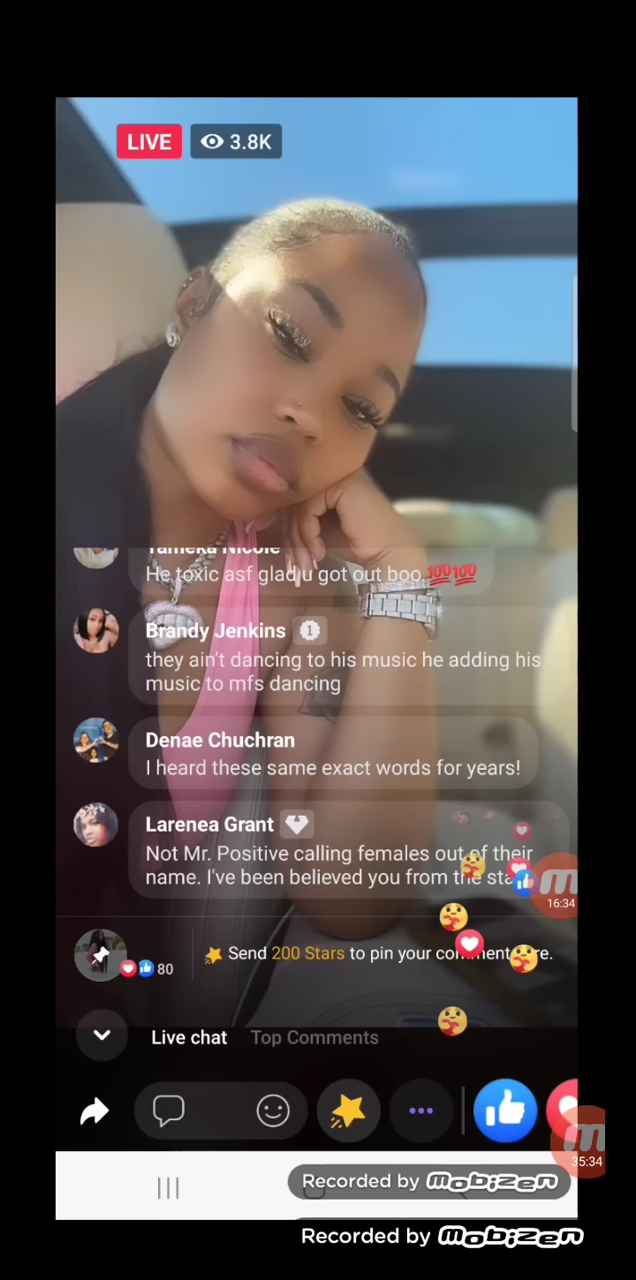 LIVE 3.8K
Tameka Nicole
He toxic asf glad u got out boo 💯💯
Brandy Jenkins 1
they ain't dancing to his music he adding his
music to mfs dancing
Denae Chuchran
I heard these same exact words for years!
Larenea Grant
Not Mr. Positive calling females out of their
name. I've been believed you from the sta
16:34
80
Send 200 Stars to pin your comment here.
Live chat Top Comments
35:34
Recorded by mobizen
Recorded by mobizen